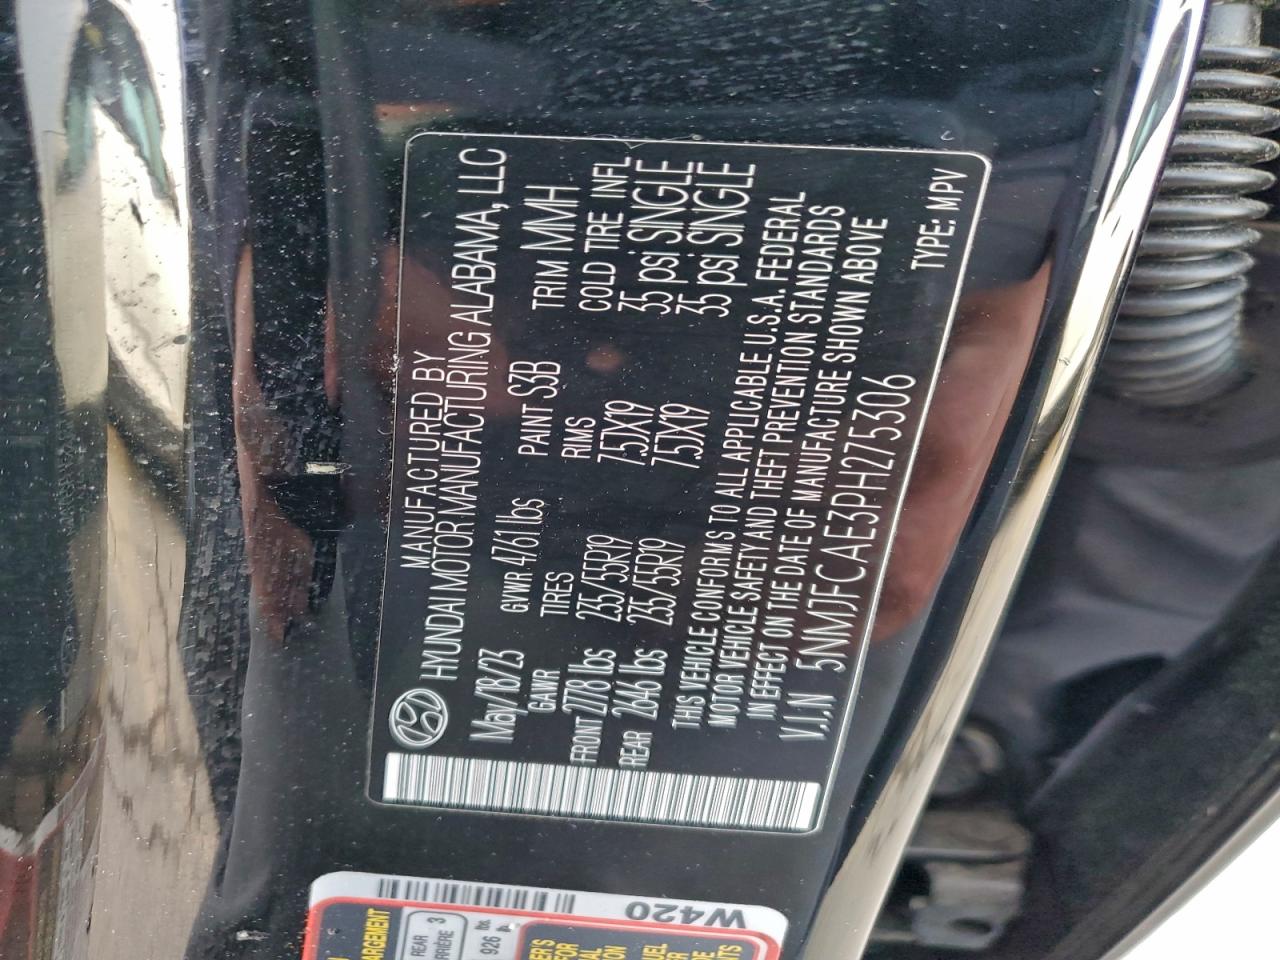 MANUFACTURED BY
HYUNDAI MOTOR MANUFACTURING ALABAMA, LLC
May/18/23 GVWR 4761 lbs PAINT S3B TRIM MMH
GAWR TIRES RIMS COLD TIRE INFL
FRONT 2778 lbs 235/55R19 7.5JX19 35 psi SINGLE
REAR 2646 lbs 235/55R19 7.5JX19 35 psi SINGLE
THIS VEHICLE CONFORMS TO ALL APPLICABLE U.S.A. FEDERAL
MOTOR VEHICLE SAFETY AND THEFT PREVENTION STANDARDS
IN EFFECT ON THE DATE OF MANUFACTURE SHOWN ABOVE
V.I.N 5NMJFCAE3PH275306 TYPE: MPV
W420
REAR 3
926